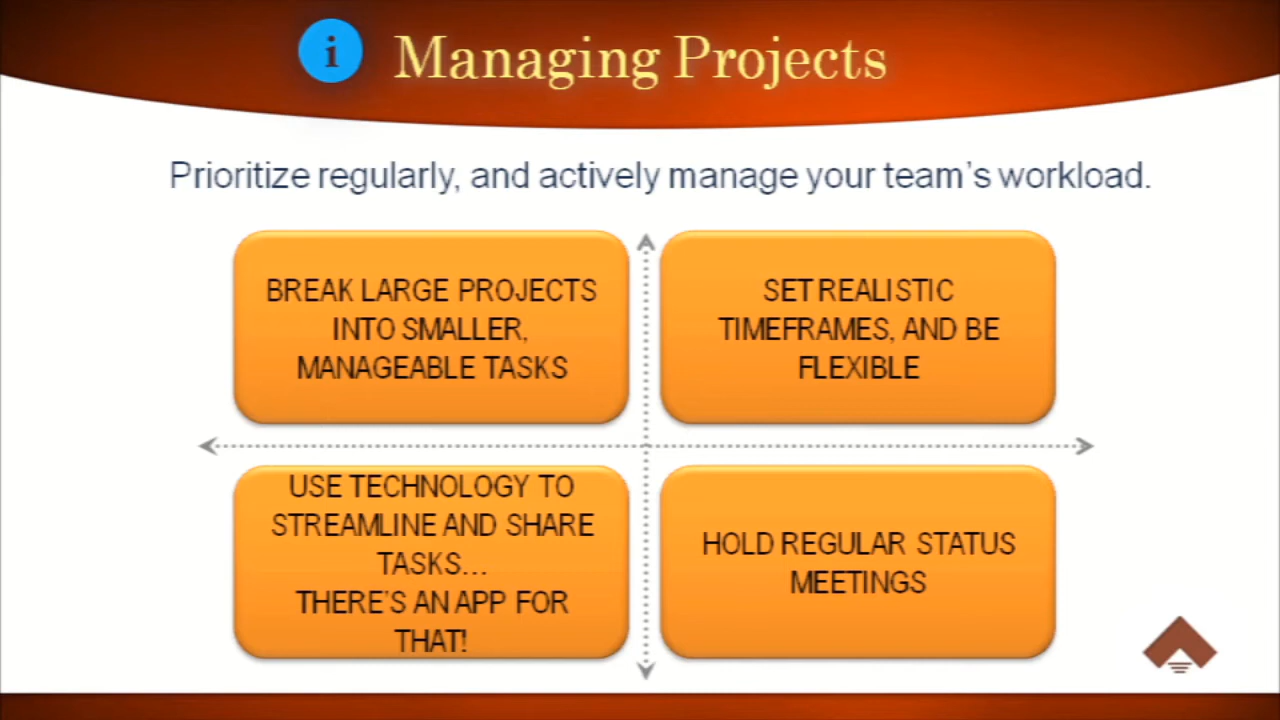 i Managing Projects
Prioritize regularly, and actively manage your team's workload.
BREAK LARGE PROJECTS
INTO SMALLER,
MANAGEABLE TASKS
SET REALISTIC
TIMEFRAMES, AND BE
FLEXIBLE
USE TECHNOLOGY TO
STREAMLINE AND SHARE
TASKS…
THERE'S AN APP FOR
THAT!
HOLD REGULAR STATUS
MEETINGS